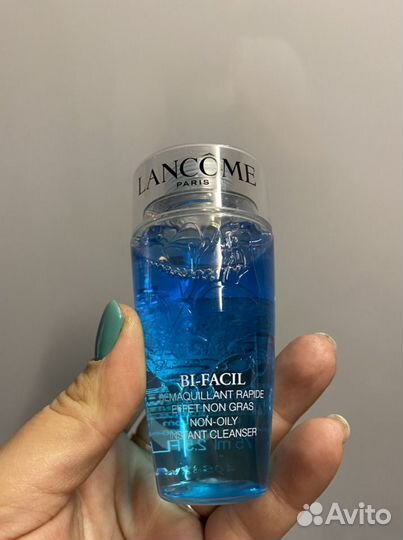 LANCÔME
PARIS
BI-FACIL
DÉMAQUILLANT RAPIDE
EFFET NON GRAS
NON-OILY
INSTANT CLEANSER
Avito